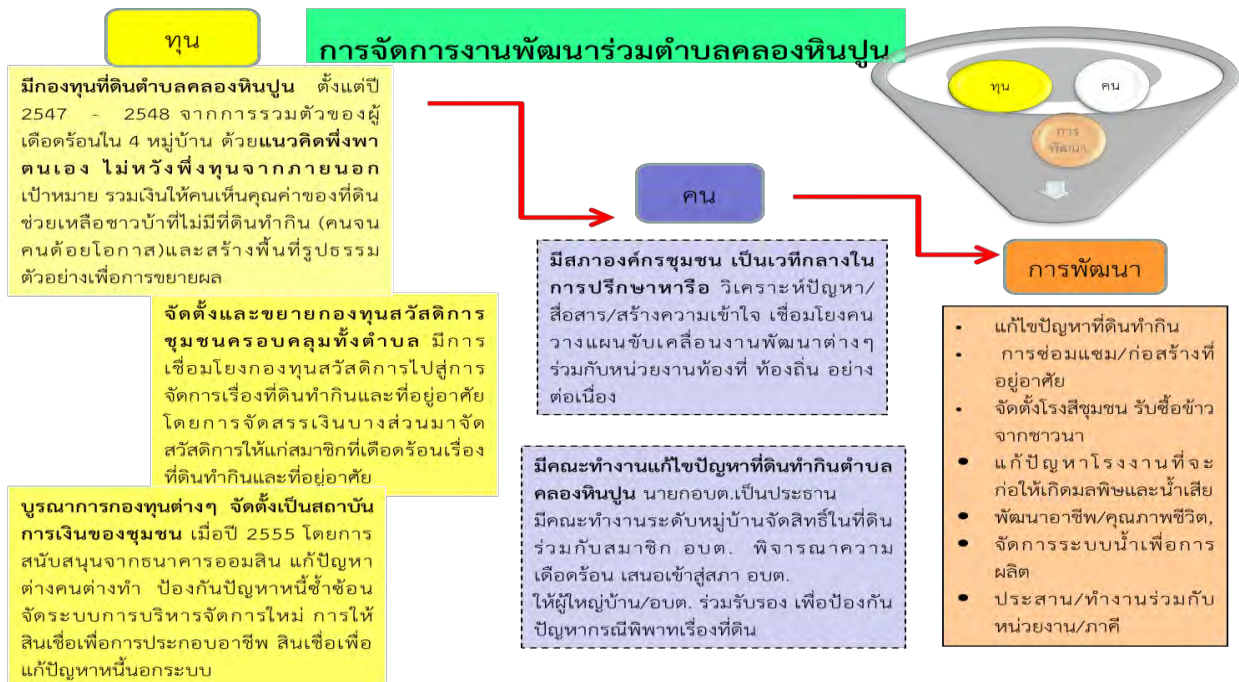 การจัดการงานพัฒนาร่วมตำบลคลองหินปูน
ทุน
มีกองทุนที่ดินตำบลคลองหินปูน ตั้งแต่ปี
2547 - 2548 จากการรวมตัวของผู้
เดือดร้อนใน 4 หมู่บ้าน ด้วยแนวคิดพึ่งพา
ตนเอง ไม่หวังพึ่งทุนจากภายนอก
เป้าหมาย รวมเงินให้คนเห็นคุณค่าของที่ดิน
ช่วยเหลือชาวบ้าที่ไม่มีที่ดินทำกิน (คนจน
คนด้อยโอกาส)และสร้างพื้นที่รูปธรรม
ตัวอย่างเพื่อการขยายผล
จัดตั้งและขยายกองทุนสวัสดิการ
ชุมชนครอบคลุมทั้งตำบล มีการ
เชื่อมโยงกองทุนสวัสดิการไปสู่การ
จัดการเรื่องที่ดินทำกินและที่อยู่อาศัย
โดยการจัดสรรเงินบางส่วนมาจัด
สวัสดิการให้แก่สมาชิกที่เดือดร้อนเรื่อง
ที่ดินทำกินและที่อยู่อาศัย
บูรณาการกองทุนต่างๆ จัดตั้งเป็นสถาบัน
การเงินของชุมชน เมื่อปี 2555 โดยการ
สนับสนุนจากธนาคารออมสิน แก้ปัญหา
ต่างคนต่างทำ ป้องกันปัญหาหนี้ซ้ำซ้อน
จัดระบบการบริหารจัดการใหม่ การให้
สินเชื่อเพื่อการประกอบอาชีพ สินเชื่อเพื่อ
แก้ปัญหาหนี้นอกระบบ
คน
มีสภาองค์กรชุมชน เป็นเวทีกลางใน
การปรึกษาหารือ วิเคราะห์ปัญหา/
สื่อสาร/สร้างความเข้าใจ เชื่อมโยงคน
วางแผนขับเคลื่อนงานพัฒนาต่างๆ
ร่วมกับหน่วยงานท้องที่ ท้องถิ่น อย่าง
ต่อเนื่อง
มีคณะทำงานแก้ไขปัญหาที่ดินทำกินตำบล
คลองหินปูน นายกอบต.เป็นประธาน
มีคณะทำงานระดับหมู่บ้านจัดสิทธิ์ในที่ดิน
ร่วมกับสมาชิก อบต. พิจารณาความ
เดือดร้อน เสนอเข้าสู่สภา อบต.
ให้ผู้ใหญ่บ้าน/อบต. ร่วมรับรอง เพื่อป้องกัน
ปัญหากรณีพิพาทเรื่องที่ดิน
ทุน
คน
การ
พัฒนา
การพัฒนา
• แก้ไขปัญหาที่ดินทำกิน
• การซ่อมแซม/ก่อสร้างที่
อยู่อาศัย
• จัดตั้งโรงสีชุมชน รับซื้อข้าว
จากชาวนา
• แก้ปัญหาโรงงานที่จะ
ก่อให้เกิดมลพิษและน้ำเสีย
• พัฒนาอาชีพ/คุณภาพชีวิต,
• จัดการระบบน้ำเพื่อการ
ผลิต
• ประสาน/ทำงานร่วมกับ
หน่วยงาน/ภาคี